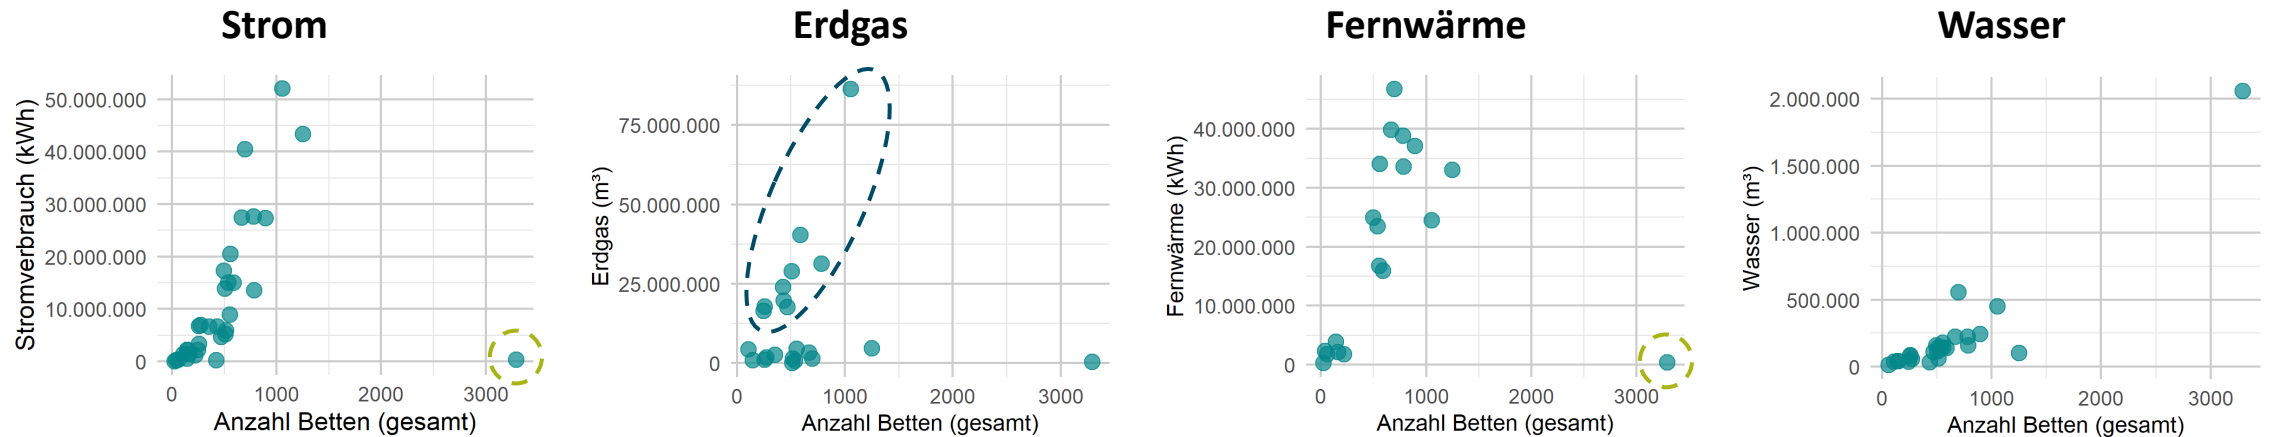 Strom
Stromverbrauch (kWh)
50.000.000
40.000.000
30.000.000
20.000.000
10.000.000
0
0 1000 2000 3000
Anzahl Betten (gesamt)
Erdgas
Erdgas (m³)
75.000.000
50.000.000
25.000.000
0
0 1000 2000 3000
Anzahl Betten (gesamt)
Fernwärme
Fernwärme (kWh)
40.000.000
30.000.000
20.000.000
10.000.000
0
0 1000 2000 3000
Anzahl Betten (gesamt)
Wasser
Wasser (m³)
2.000.000
1.500.000
1.000.000
500.000
0
0 1000 2000 3000
Anzahl Betten (gesamt)